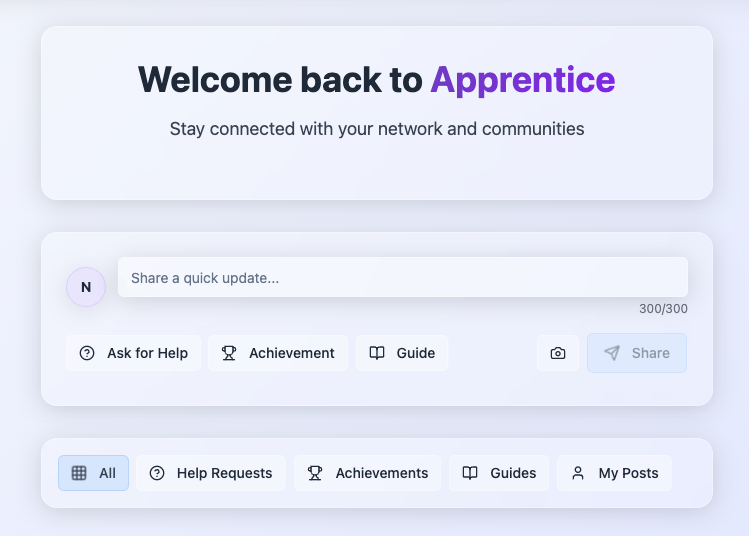 Welcome back to Apprentice
Stay connected with your network and communities
N
Share a quick update...
300/300
Ask for Help
Achievement
Guide
Share
All
Help Requests
Achievements
Guides
My Posts